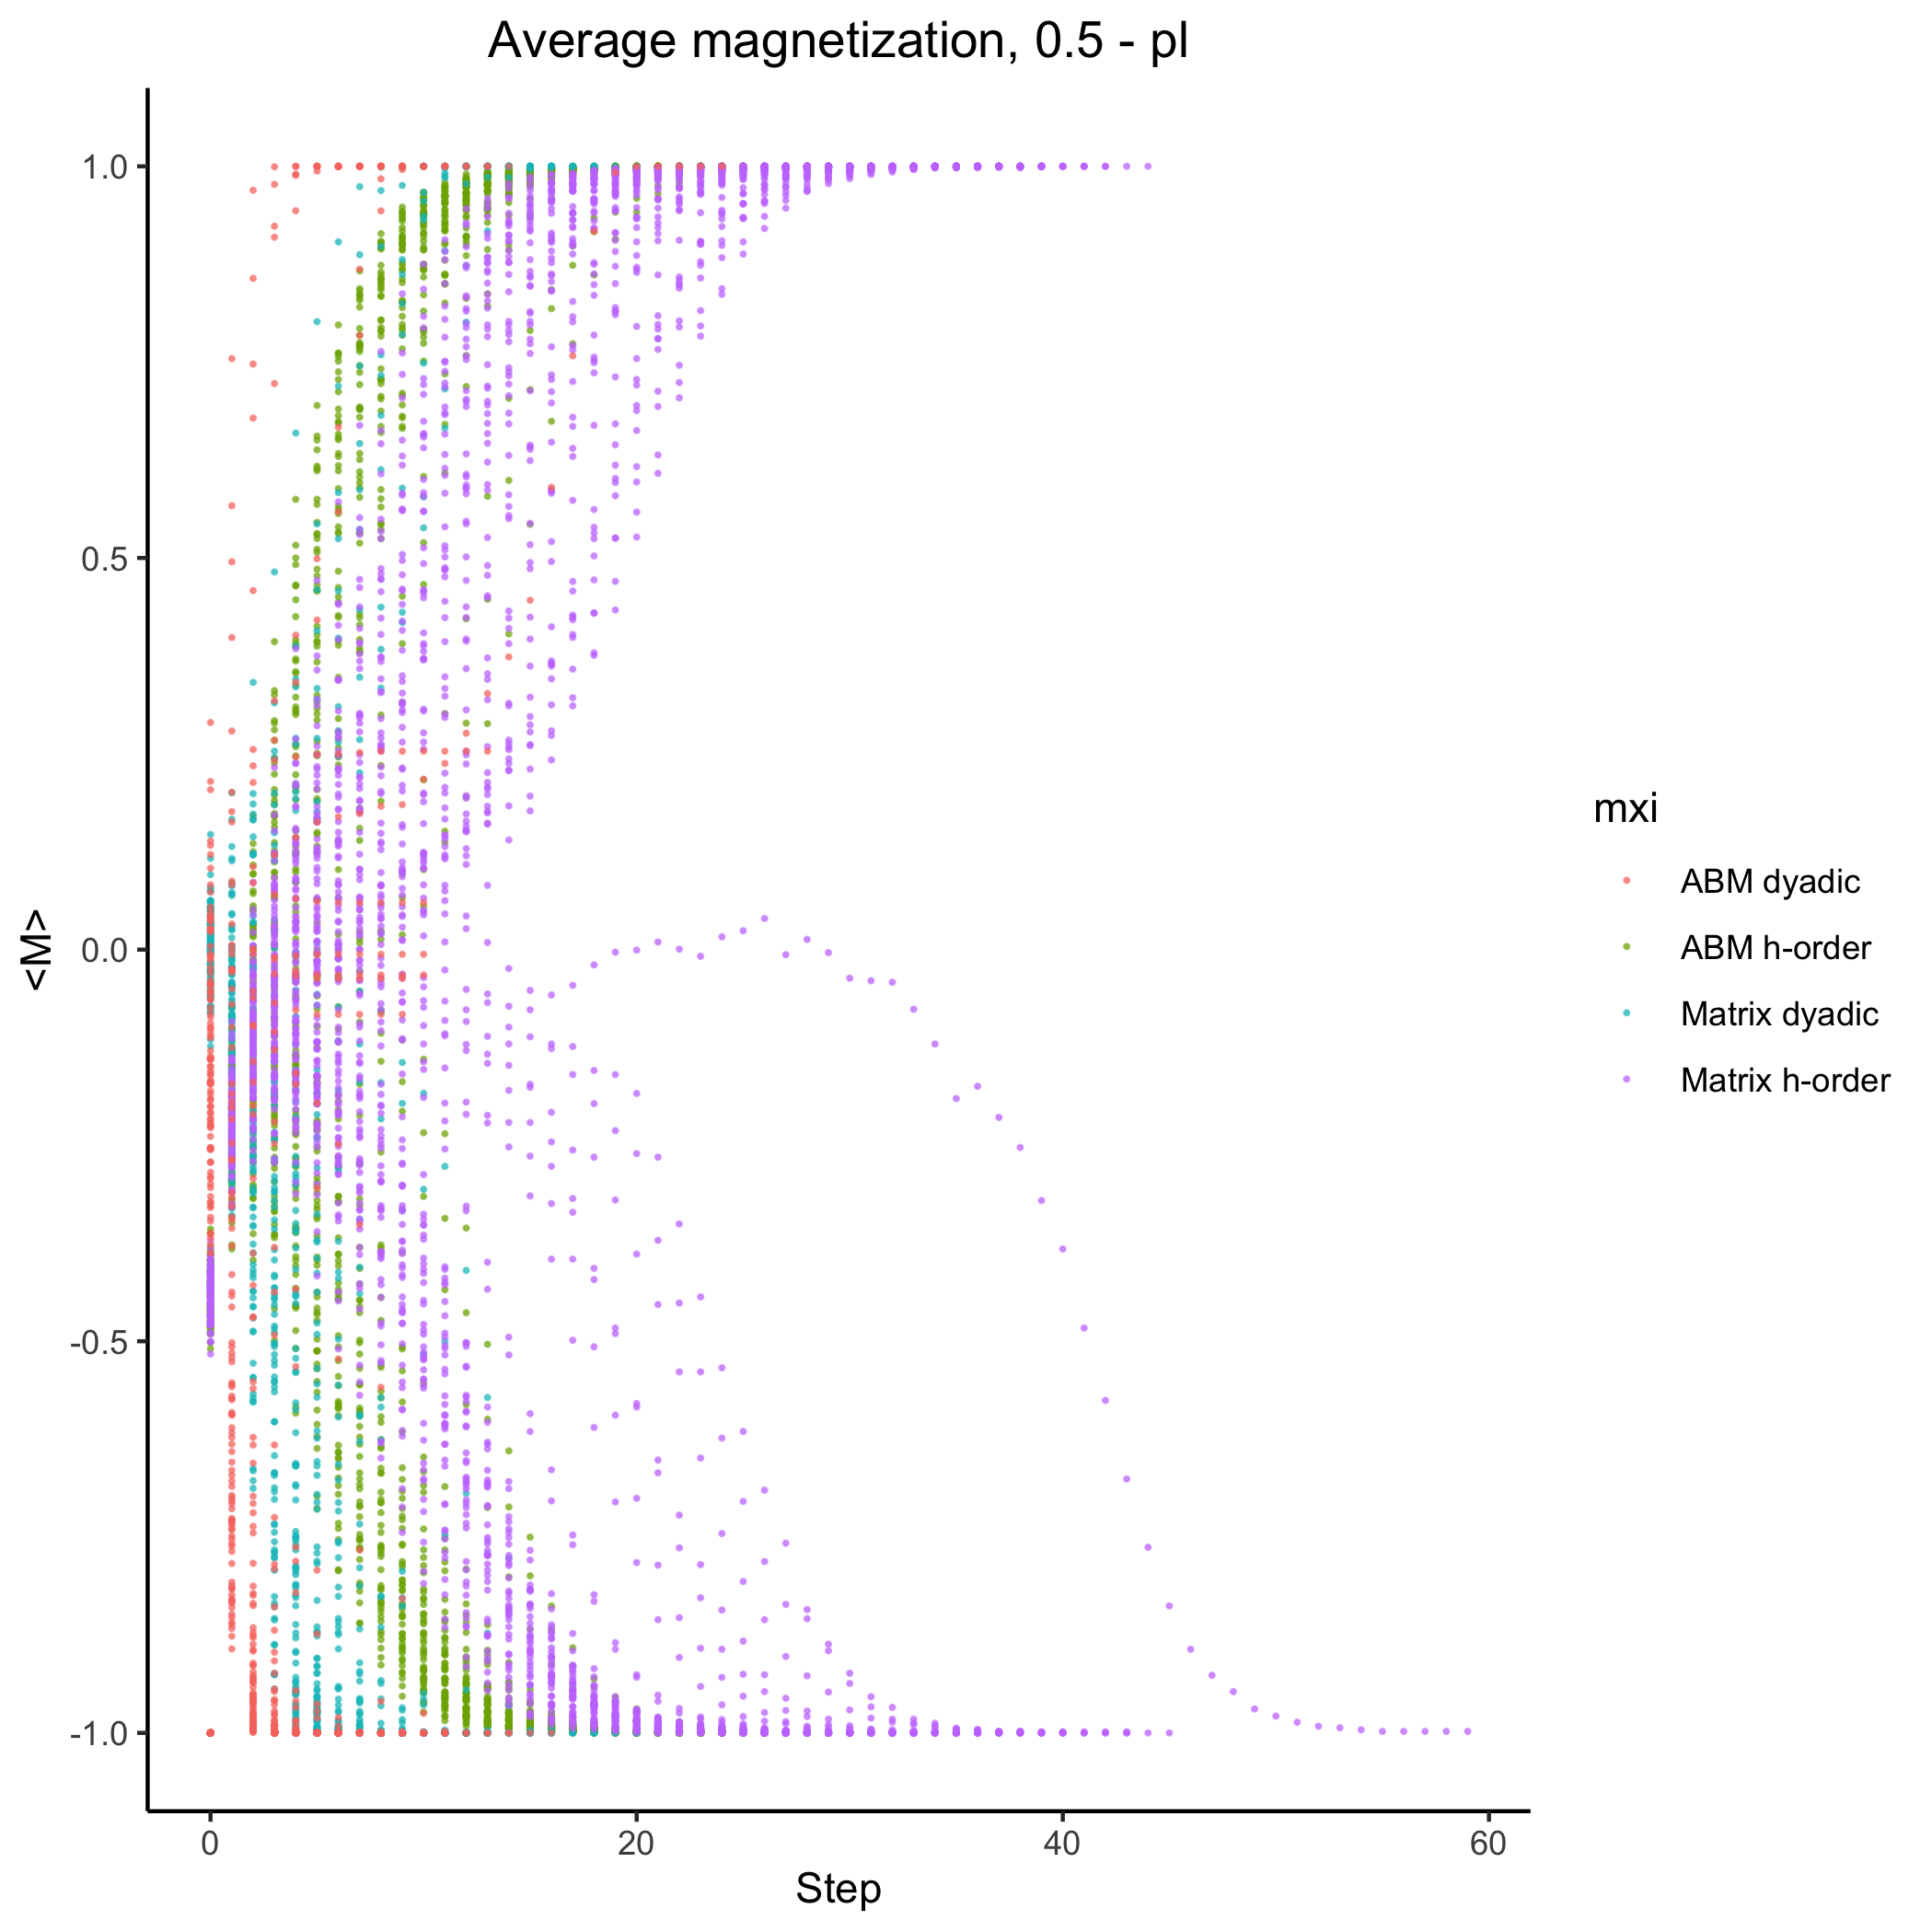 Average magnetization, 0.5 - pl
<M>
1.0
0.5
0.0
-0.5
-1.0
0
20
40
60
Step
mxi
ABM dyadic
ABM h-order
Matrix dyadic
Matrix h-order